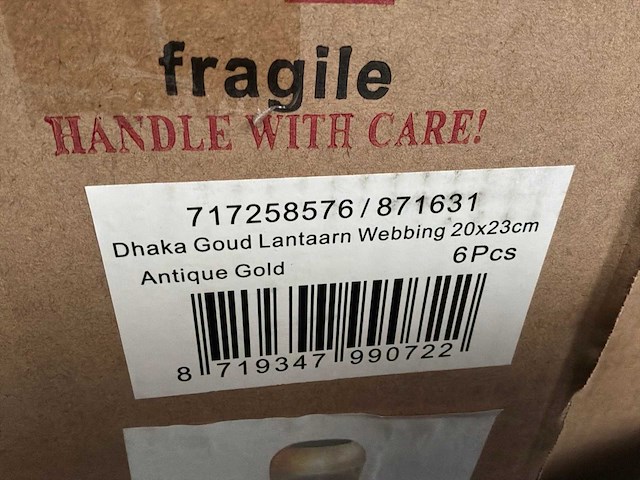 fragile
HANDLE WITH CARE!
717258576 / 871631
Dhaka Goud Lantaarn Webbing 20x23cm
Antique Gold 6Pcs
8 719347 990722